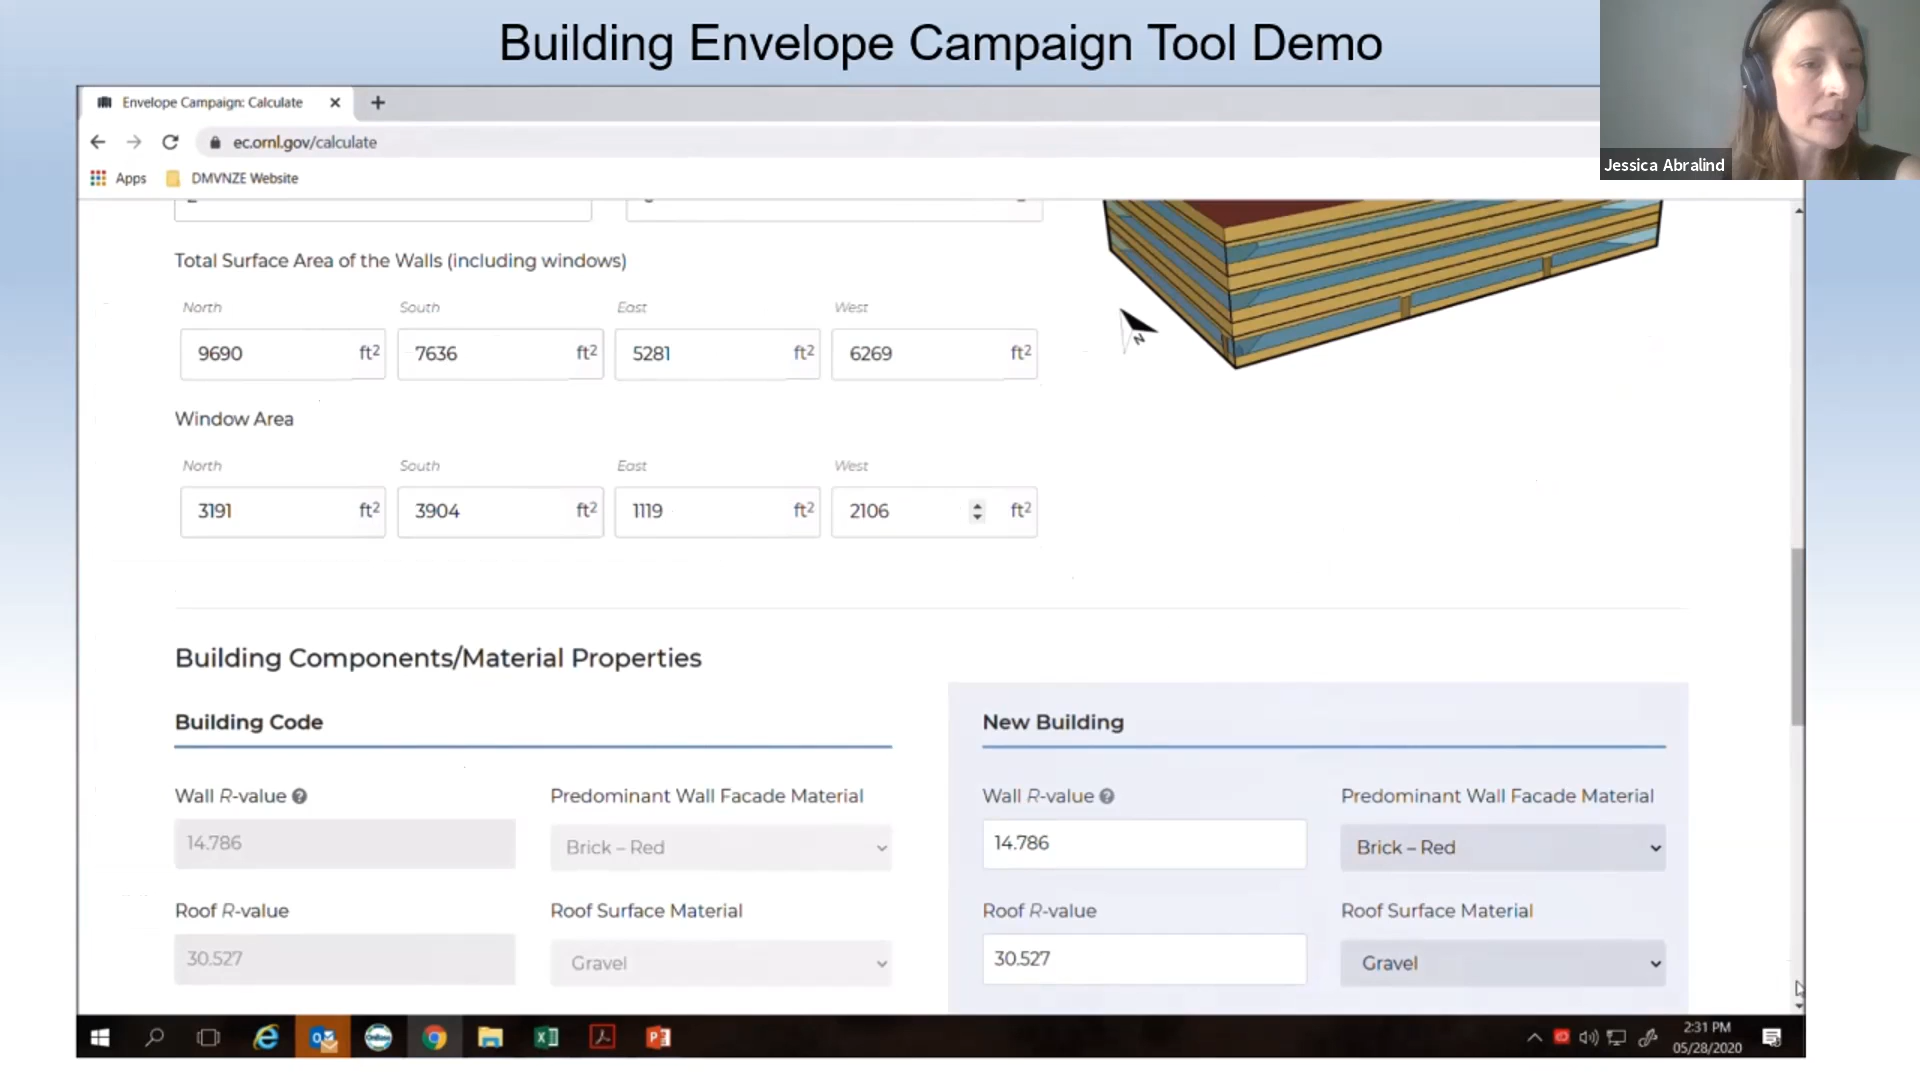 Building Envelope Campaign Tool Demo
Envelope Campaign: Calculate
ec.ornl.gov/calculate
Apps DMVNZE Website
Jessica Abralind
Total Surface Area of the Walls (including windows)
North South East West
9690 ft2 7636 ft2 5281 ft2 6269 ft2
N
Window Area
North South East West
3191 ft2 3904 ft2 1119 ft2 2106 ft2
Building Components/Material Properties
Building Code New Building
Wall R-value Predominant Wall Facade Material Wall R-value Predominant Wall Facade Material
14.786 Brick – Red 14.786 Brick – Red
Roof R-value Roof Surface Material Roof R-value Roof Surface Material
30.527 Gravel 30.527 Gravel
2:31 PM
05/28/2020